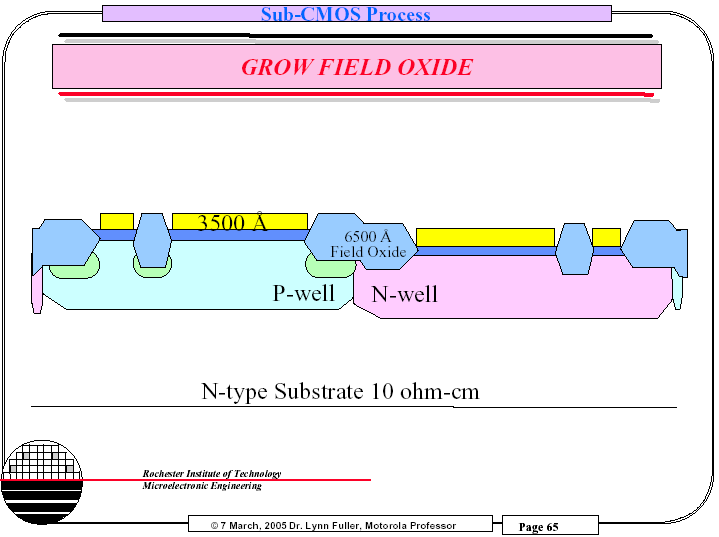 Sub-CMOS Process
GROW FIELD OXIDE
3500 Å
6500 Å
Field Oxide
P-well
N-well
N-type Substrate 10 ohm-cm
Rochester Institute of Technology
Microelectronic Engineering
© 7 March, 2005 Dr. Lynn Fuller, Motorola Professor
Page 65